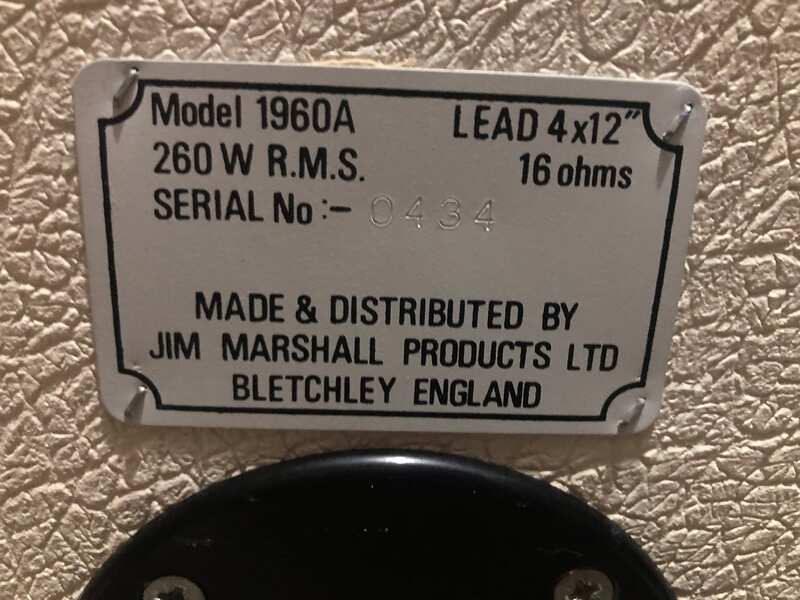 Model 1960A LEAD 4x12"
260 W R.M.S. 16 ohms
SERIAL No :- 0434
MADE & DISTRIBUTED BY
JIM MARSHALL PRODUCTS LTD
BLETCHLEY ENGLAND